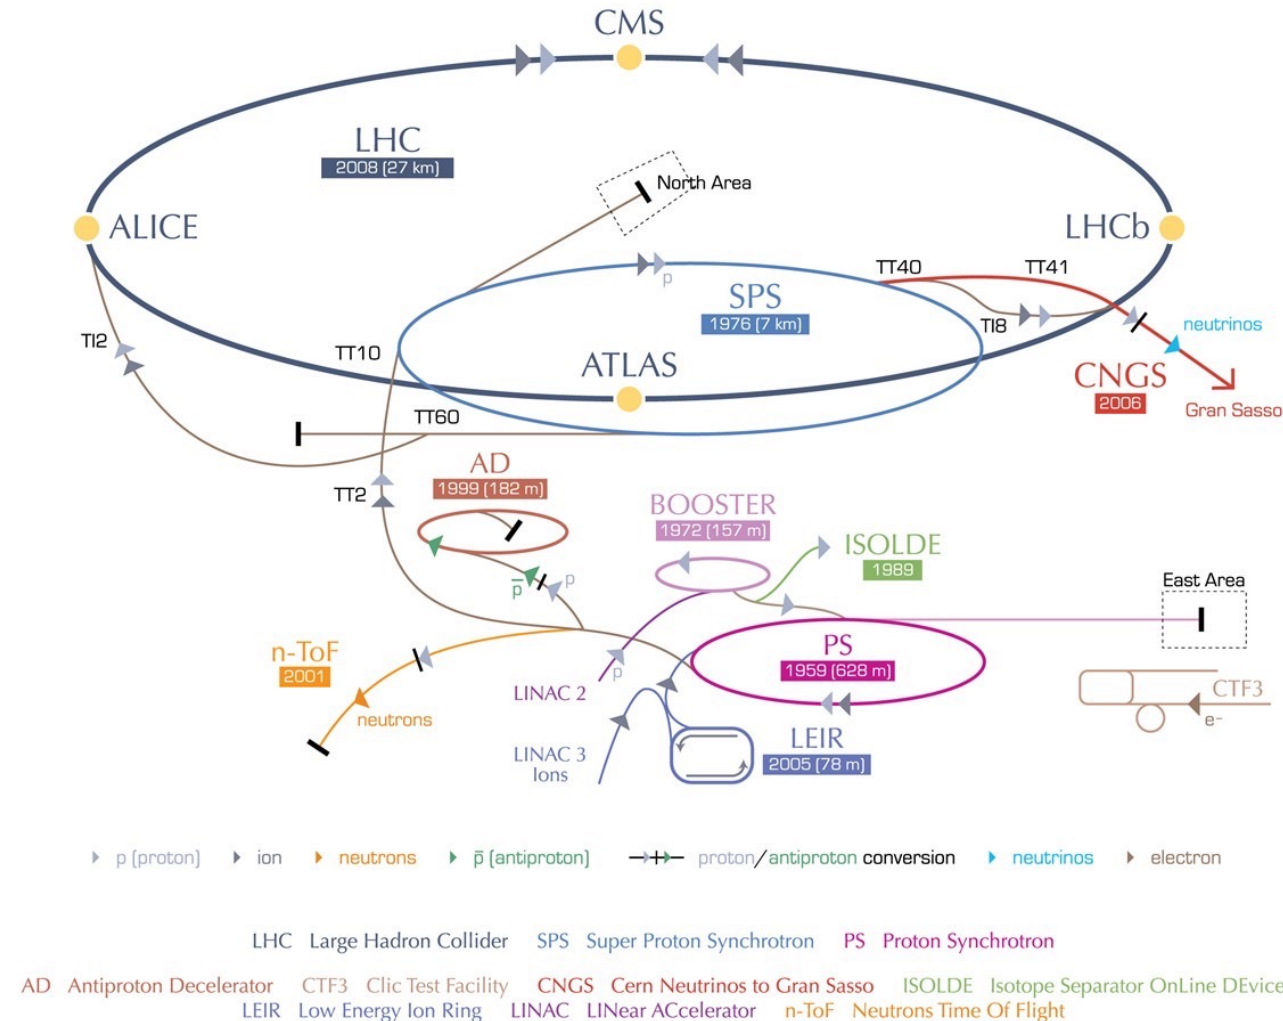 CMS
LHC
2008 (27 km)
North Area
ALICE
LHCb
TT40
TT41
p
SPS
1976 (7 km)
TI8
neutrinos
TI2
TT10
ATLAS
CNGS
2006
Gran Sasso
TT60
AD
1999 (182 m)
TT2
BOOSTER
1972 (157 m)
ISOLDE
1989
East Area
p̅
p
n-ToF
2001
PS
1959 (628 m)
p
LINAC 2
CTF3
e-
neutrons
LINAC 3
Ions
LEIR
2005 (78 m)
p (proton) ion neutrons p̅ (antiproton) proton/antiproton conversion neutrinos electron
LHC Large Hadron Collider SPS Super Proton Synchrotron PS Proton Synchrotron
AD Antiproton Decelerator CTF3 Clic Test Facility CNGS Cern Neutrinos to Gran Sasso ISOLDE Isotope Separator OnLine DEvice
LEIR Low Energy Ion Ring LINAC LINear ACcelerator n-ToF Neutrons Time Of Flight